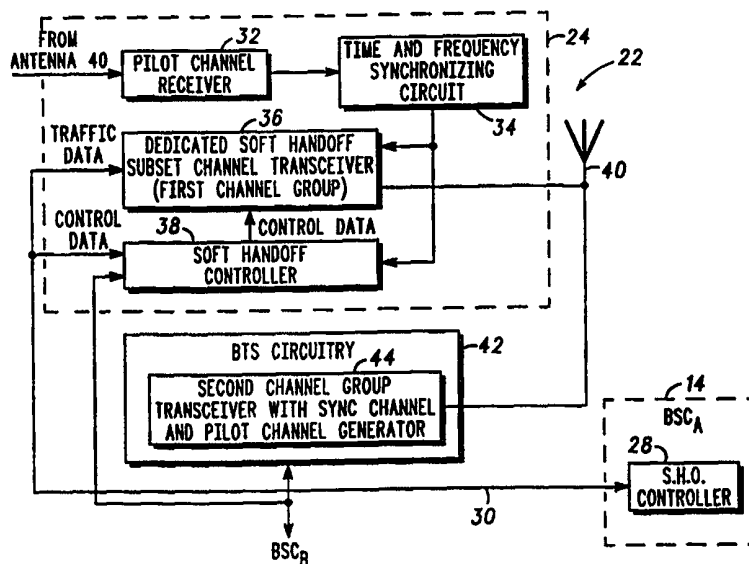 FROM
ANTENNA 40
32
PILOT CHANNEL
RECEIVER
TIME AND FREQUENCY
SYNCHRONIZING
CIRCUIT
24
22
34
36
TRAFFIC
DATA
DEDICATED SOFT HANDOFF
SUBSET CHANNEL TRANSCEIVER
(FIRST CHANNEL GROUP)
40
CONTROL
DATA
38
CONTROL DATA
SOFT HANDOFF
CONTROLLER
BTS CIRCUITRY
44
42
SECOND CHANNEL GROUP
TRANSCEIVER WITH SYNC CHANNEL
AND PILOT CHANNEL GENERATOR
14
BSCA
28
S.H.O.
CONTROLLER
30
BSCB